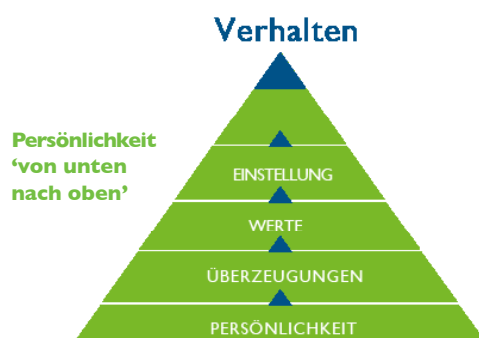 Verhalten
Persönlichkeit
‘von unten
nach oben’
EINSTELLUNG
WERTE
ÜBERZEUGUNGEN
PERSÖNLICHKEIT